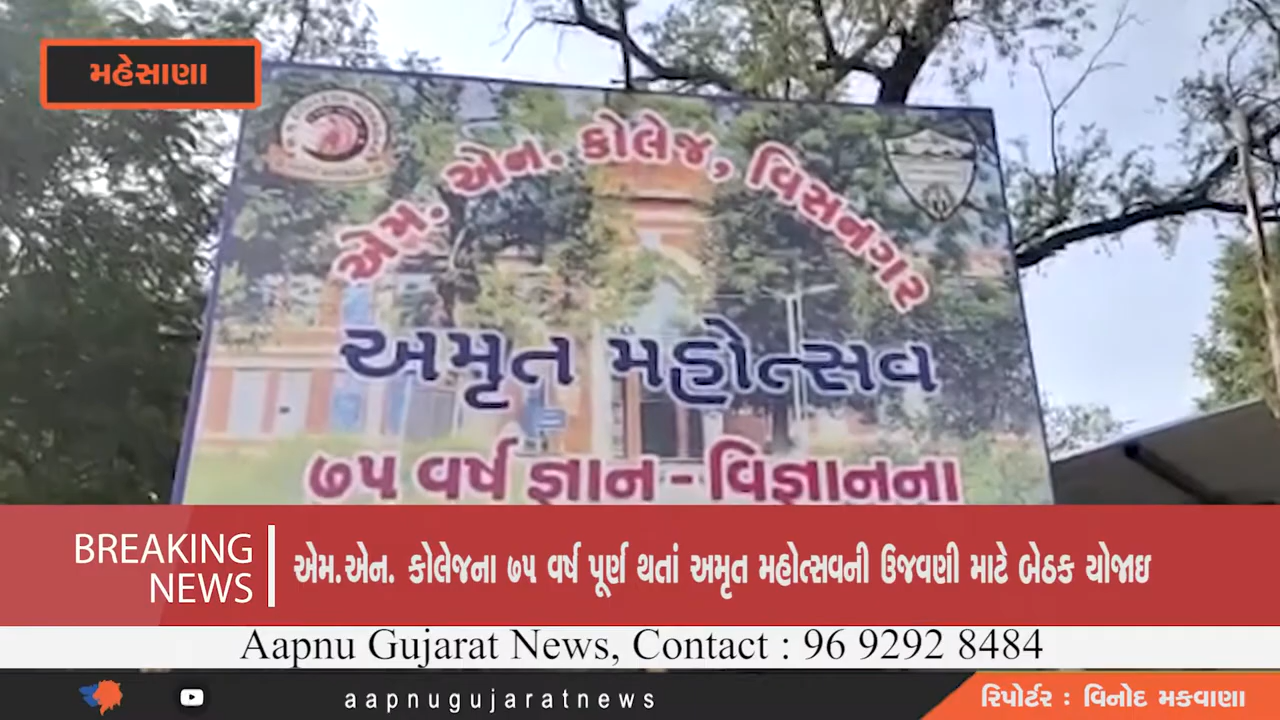 મહેસાણા
એમ. એન. કોલેજ, વિસનગર
અમૃત મહોત્સવ
૭૫ વર્ષ જ્ઞાન - વિજ્ઞાનના
BREAKING
NEWS
એમ.એન. કોલેજના ૭૫ વર્ષ પૂર્ણ થતાં અમૃત મહોત્સવની ઉજવણી માટે બેઠક યોજાઇ
Aapnu Gujarat News, Contact : 96 9292 8484
aapnugujaratnews
રિપોર્ટર : વિનોદ મકવાણા